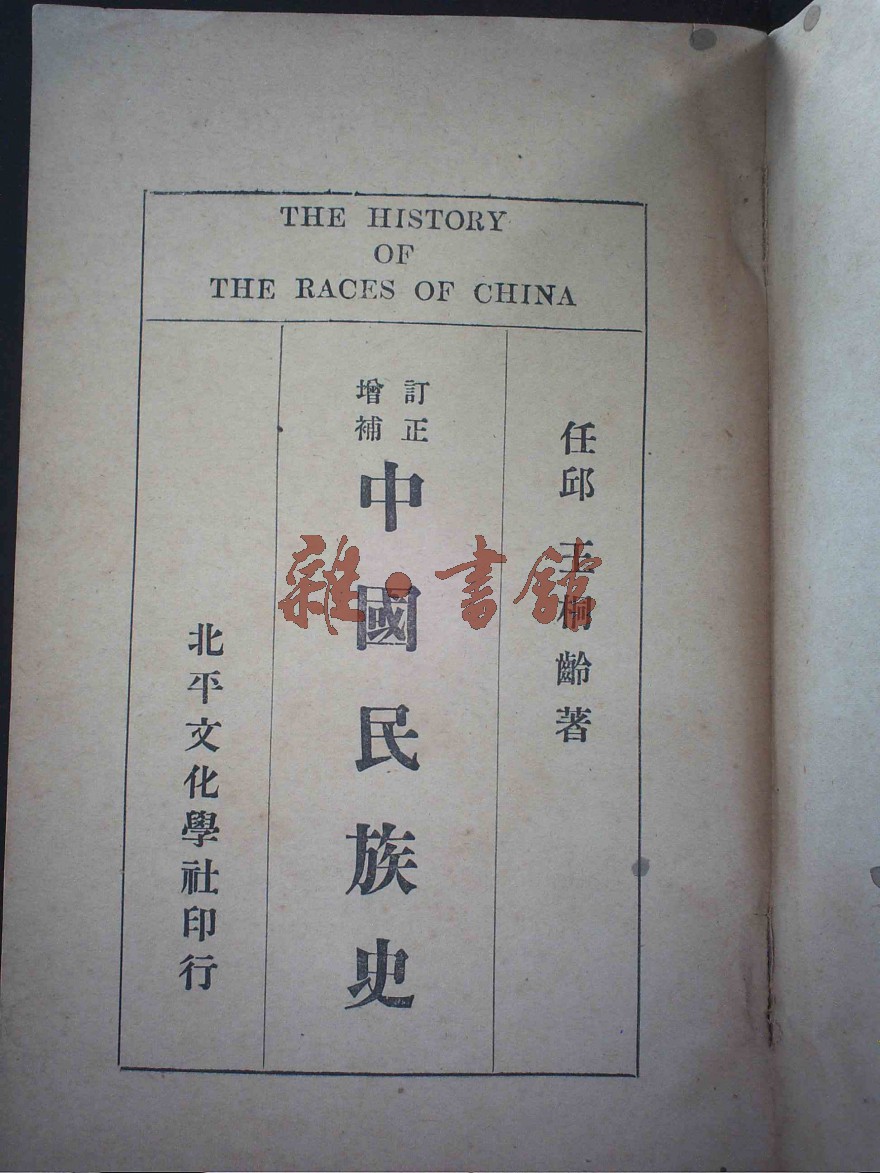 THE HISTORY
OF
THE RACES OF CHINA
任邱 王桐齡著
訂正
增補
中國民族史
北平文化學社印行
雜·書館